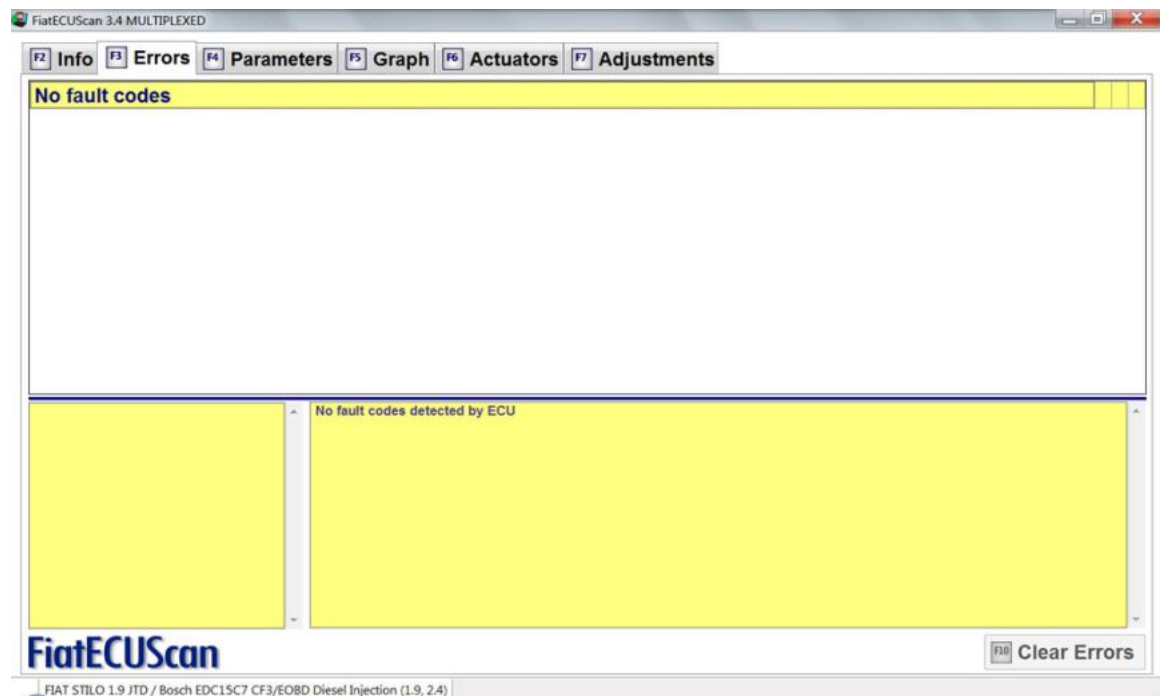 FiatECUScan 3.4 MULTIPLEXED
F2 Info F3 Errors F4 Parameters F5 Graph F6 Actuators F7 Adjustments
No fault codes
No fault codes detected by ECU
FiatECUScan
F10 Clear Errors
FIAT STILO 1.9 JTD / Bosch EDC15C7 CF3/EOBD Diesel Injection (1.9, 2.4)